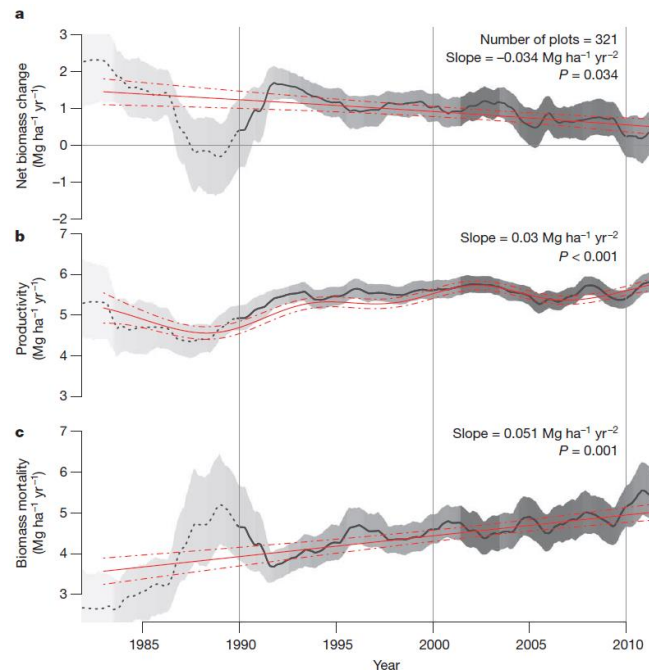 a
Number of plots = 321
Slope = –0.034 Mg ha⁻¹ yr⁻²
P = 0.034
Net biomass change
(Mg ha⁻¹ yr⁻¹)
3
2
1
0
–1
–2
b
Slope = 0.03 Mg ha⁻¹ yr⁻²
P < 0.001
Productivity
(Mg ha⁻¹ yr⁻¹)
7
6
5
4
3
c
Slope = 0.051 Mg ha⁻¹ yr⁻²
P = 0.001
Biomass mortality
(Mg ha⁻¹ yr⁻¹)
7
6
5
4
3
1985 1990 1995 2000 2005 2010
Year